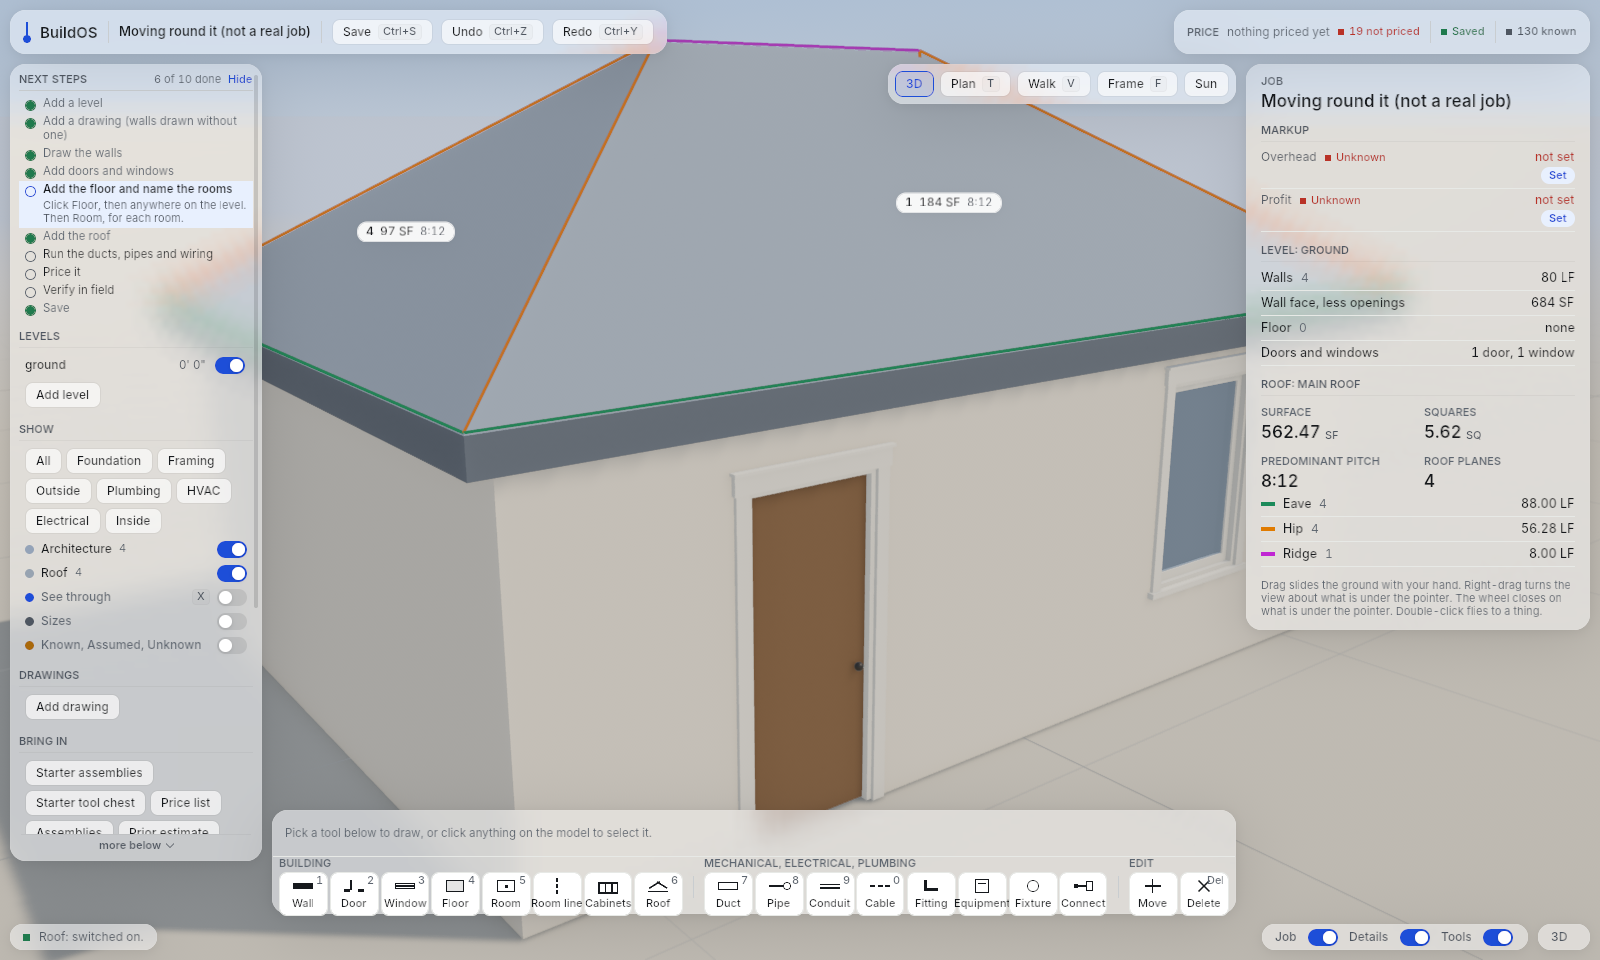 BuildOS
Moving round it (not a real job)
Save Ctrl+S
Undo Ctrl+Z
Redo Ctrl+Y
PRICE nothing priced yet 19 not priced Saved 130 known
NEXT STEPS 6 of 10 done Hide
Add a level
Add a drawing (walls drawn without
one)
Draw the walls
Add doors and windows
Add the floor and name the rooms
Click Floor, then anywhere on the level.
Then Room, for each room.
Add the roof
Run the ducts, pipes and wiring
Price it
Verify in field
Save
LEVELS
ground 0' 0"
Add level
SHOW
All Foundation Framing
Outside Plumbing HVAC
Electrical Inside
Architecture 4
Roof 4
See through X
Sizes
Known, Assumed, Unknown
DRAWINGS
Add drawing
BRING IN
Starter assemblies
Starter tool chest Price list
Assemblies Prior estimate
more below
Roof: switched on.
3D Plan T Walk V Frame F Sun
4 97 SF 8:12
1 184 SF 8:12
JOB
Moving round it (not a real job)
MARKUP
Overhead Unknown not set
Set
Profit Unknown not set
Set
LEVEL: GROUND
Walls 4 80 LF
Wall face, less openings 684 SF
Floor 0 none
Doors and windows 1 door, 1 window
ROOF: MAIN ROOF
SURFACE SQUARES
562.47 SF 5.62 SQ
PREDOMINANT PITCH ROOF PLANES
8:12 4
Eave 4 88.00 LF
Hip 4 56.28 LF
Ridge 1 8.00 LF
Drag slides the ground with your hand. Right-drag turns the
view about what is under the pointer. The wheel closes on
what is under the pointer. Double-click flies to a thing.
Pick a tool below to draw, or click anything on the model to select it.
BUILDING MECHANICAL, ELECTRICAL, PLUMBING EDIT
1 2 3 4 5 6 7 8 9 0 Del
Wall Door Window Floor Room Room line Cabinets Roof Duct Pipe Conduit Cable Fitting Equipment Fixture Connect Move Delete
Job Details Tools 3D